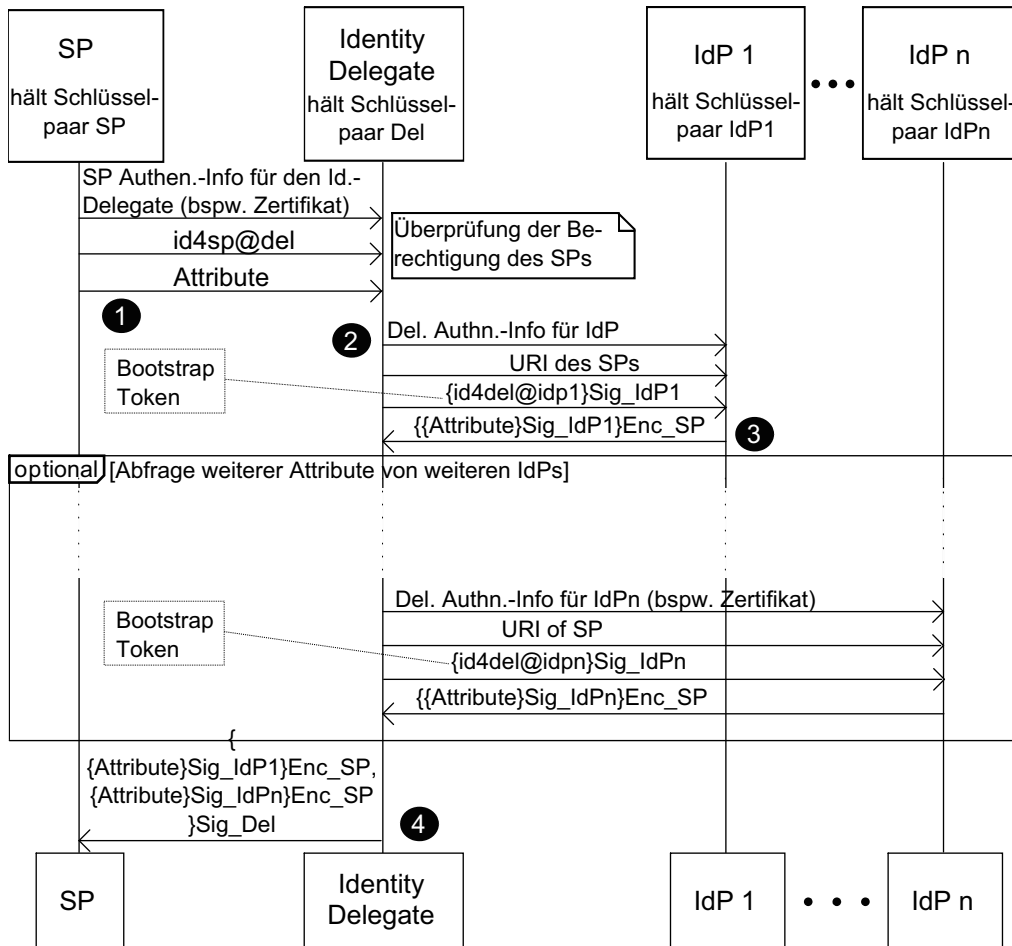 SP
hält Schlüssel-
paar SP
Identity
Delegate
hält Schlüssel-
paar Del
IdP 1
hält Schlüssel-
paar IdP1
IdP n
hält Schlüssel-
paar IdPn
SP Authen.-Info für den Id.-
Delegate (bspw. Zertifikat)
id4sp@del
Attribute
Überprüfung der Be-
rechtigung des SPs
1
2
Del. Authn.-Info für IdP
URI des SPs
Bootstrap
Token
{id4del@idp1}Sig_IdP1
{{Attribute}Sig_IdP1}Enc_SP
3
optional
[Abfrage weiterer Attribute von weiteren IdPs]
Del. Authn.-Info für IdPn (bspw. Zertifikat)
URI of SP
Bootstrap
Token
{id4del@idpn}Sig_IdPn
{{Attribute}Sig_IdPn}Enc_SP
{
{Attribute}Sig_IdP1}Enc_SP,
{Attribute}Sig_IdPn}Enc_SP
}Sig_Del
4
SP
Identity
Delegate
IdP 1
IdP n